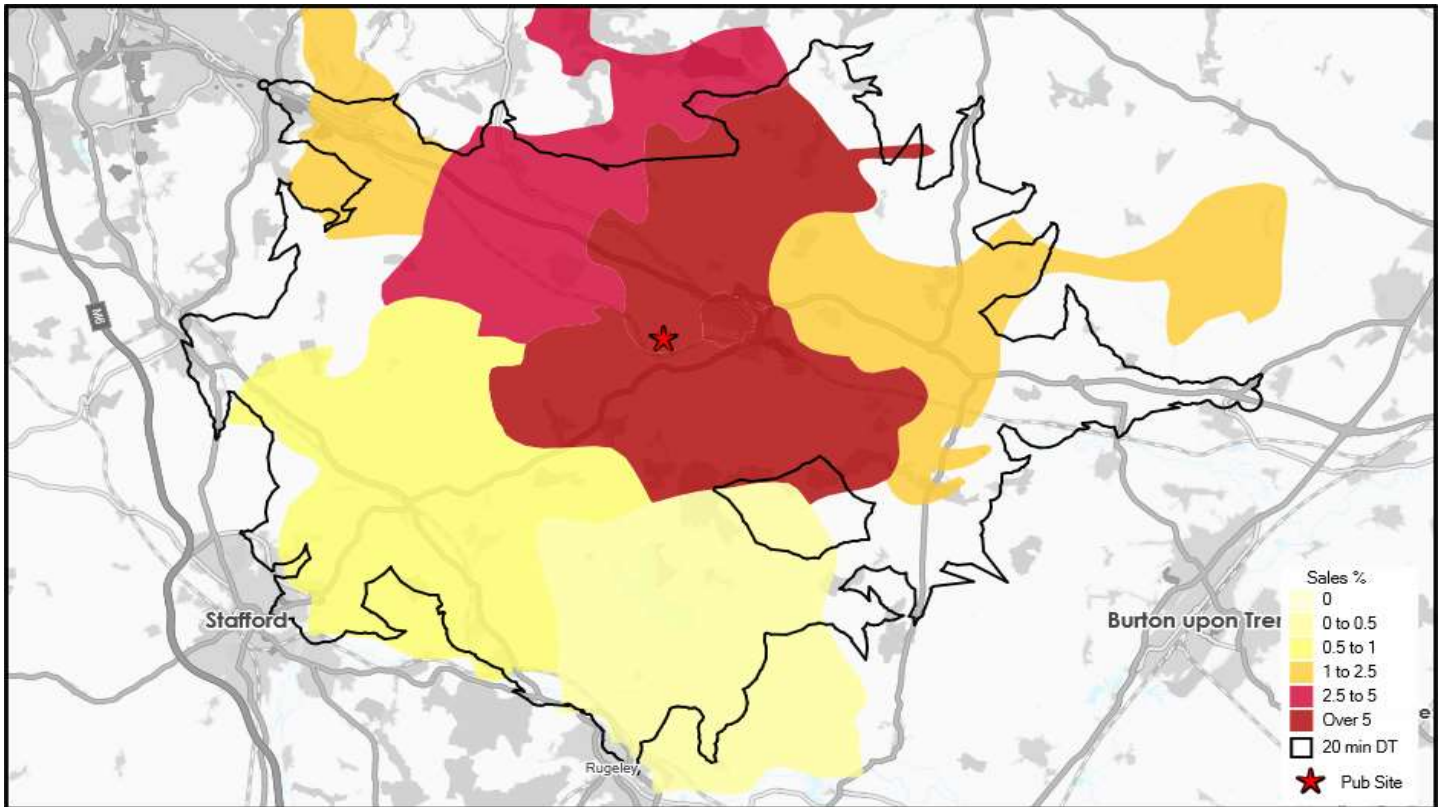 M6
Stafford
Burton upon Tren
Rugeley
e
Sales %
0
0 to 0.5
0.5 to 1
1 to 2.5
2.5 to 5
Over 5
20 min DT
Pub Site